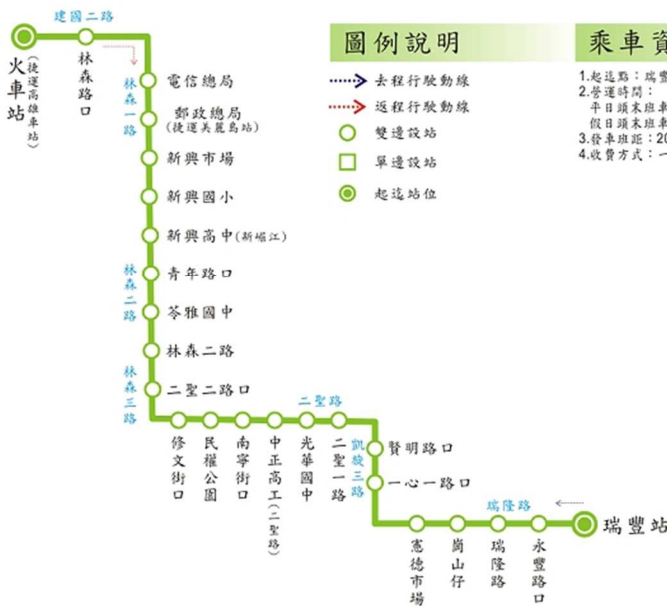 建國二路
火車站
(捷運高雄車站)
林森路口
林森一路
電信總局
郵政總局
(捷運美麗島站)
新興市場
新興國小
新興高中(新崛江)
青年路口
林森二路
苓雅國中
林森二路
林森三路
二聖二路口
二聖路
修文街口
民權公園
南寧街口
中正高工(二聖路)
光華國中
二聖一路
凱旋三路
賢明路口
一心一路口
瑞隆路
憲德市場
崗山仔
瑞隆路
永豐路口
瑞豐站
圖例說明
去程行駛動線
返程行駛動線
雙邊設站
單邊設站
起迄站位
乘車資
1.起迄點：瑞豐
2.營運時間：
平日頭末班車
假日頭末班車
3.發車班距：20
4.收費方式：一